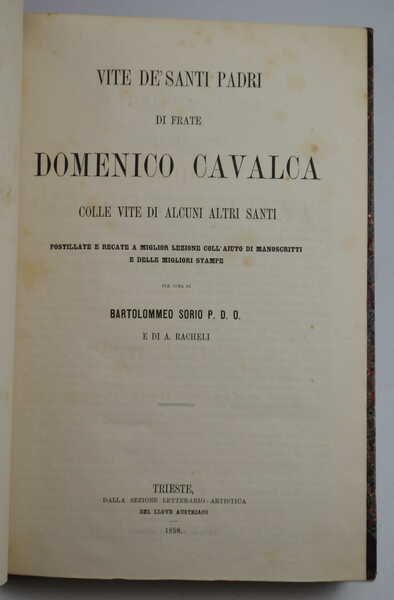 VITE DE' SANTI PADRI
DI FRATE
DOMENICO CAVALCA
COLLE VITE DI ALCUNI ALTRI SANTI
POSTILLATE E RECATE A MIGLIOR LEZIONE COLL'AIUTO DI MANOSCRITTI
E DELLE MIGLIORI STAMPE
PER CURA DI
BARTOLOMMEO SORIO P. D. O.
E DI A. RACHELI
TRIESTE,
DALLA SEZIONE LETTERARIO-ARTISTICA
DEL LLOYD AUSTRIACO
1858.